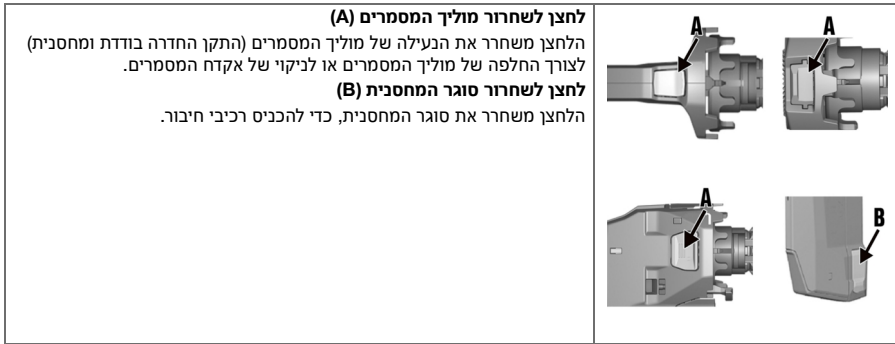 לחצן לשחרור מוליך המסמרים (A)
הלחצן משחרר את הנעילה של מוליך המסמרים (התקן החדרה בודדת ומחסנית)
לצורך החלפה של מוליך המסמרים או לניקוי של אקדח המסמרים.
לחצן לשחרור סוגר המחסנית (B)
הלחצן משחרר את סוגר המחסנית, כדי להכניס רכיבי חיבור.
A
A
A
B